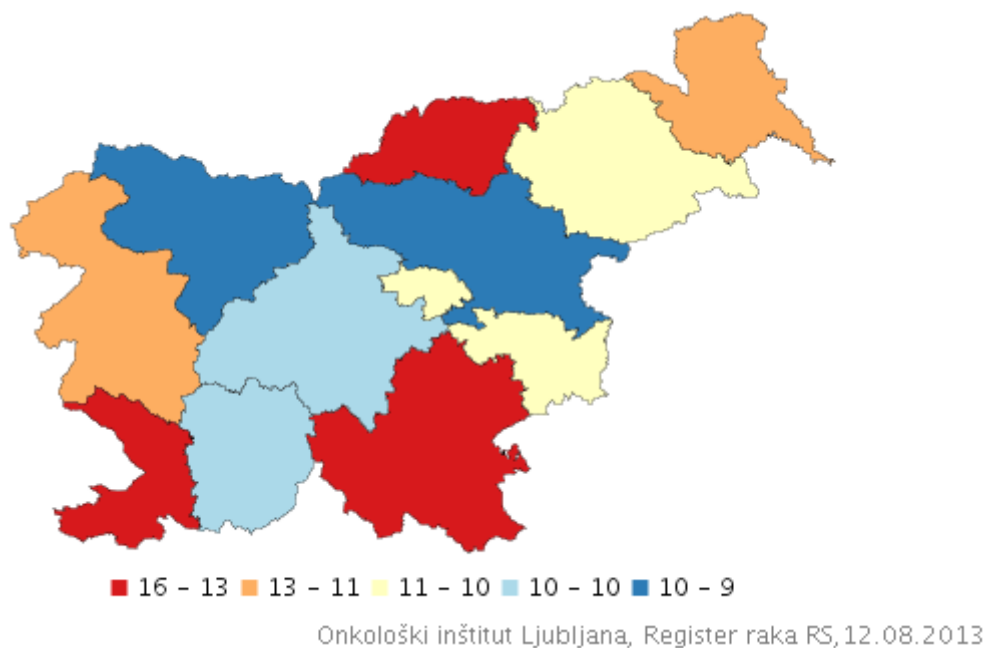 16 – 13 13 – 11 11 – 10 10 – 10 10 – 9
Onkološki inštitut Ljubljana, Register raka RS, 12.08.2013